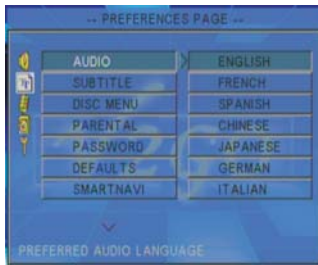 -- PREFERENCES PAGE --
AUDIO ENGLISH
SUBTITLE FRENCH
DISC MENU SPANISH
PARENTAL CHINESE
PASSWORD JAPANESE
DEFAULTS GERMAN
SMARTNAVI ITALIAN
PREFERRED AUDIO LANGUAGE